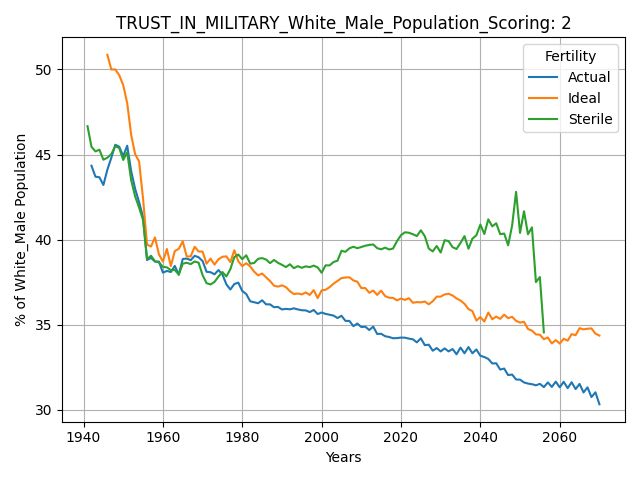 TRUST_IN_MILITARY_White_Male_Population_Scoring: 2
Fertility
Actual
Ideal
Sterile
% of White_Male Population
50
45
40
35
30
1940 1960 1980 2000 2020 2040 2060
Years